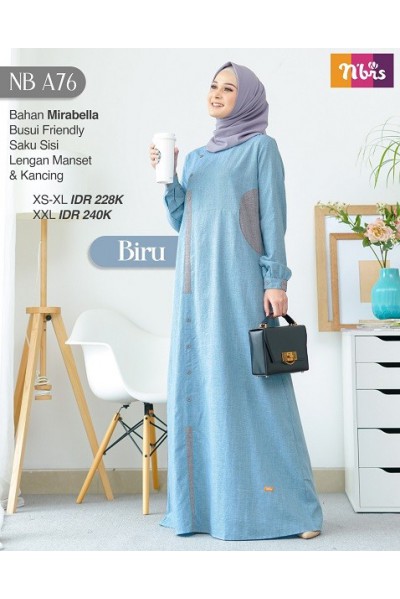 NB A76
Nbrs
Bahan Mirabella
Busui Friendly
Saku Sisi
Lengan Manset
& Kancing
XS-XL IDR 228K
XXL IDR 240K
Biru